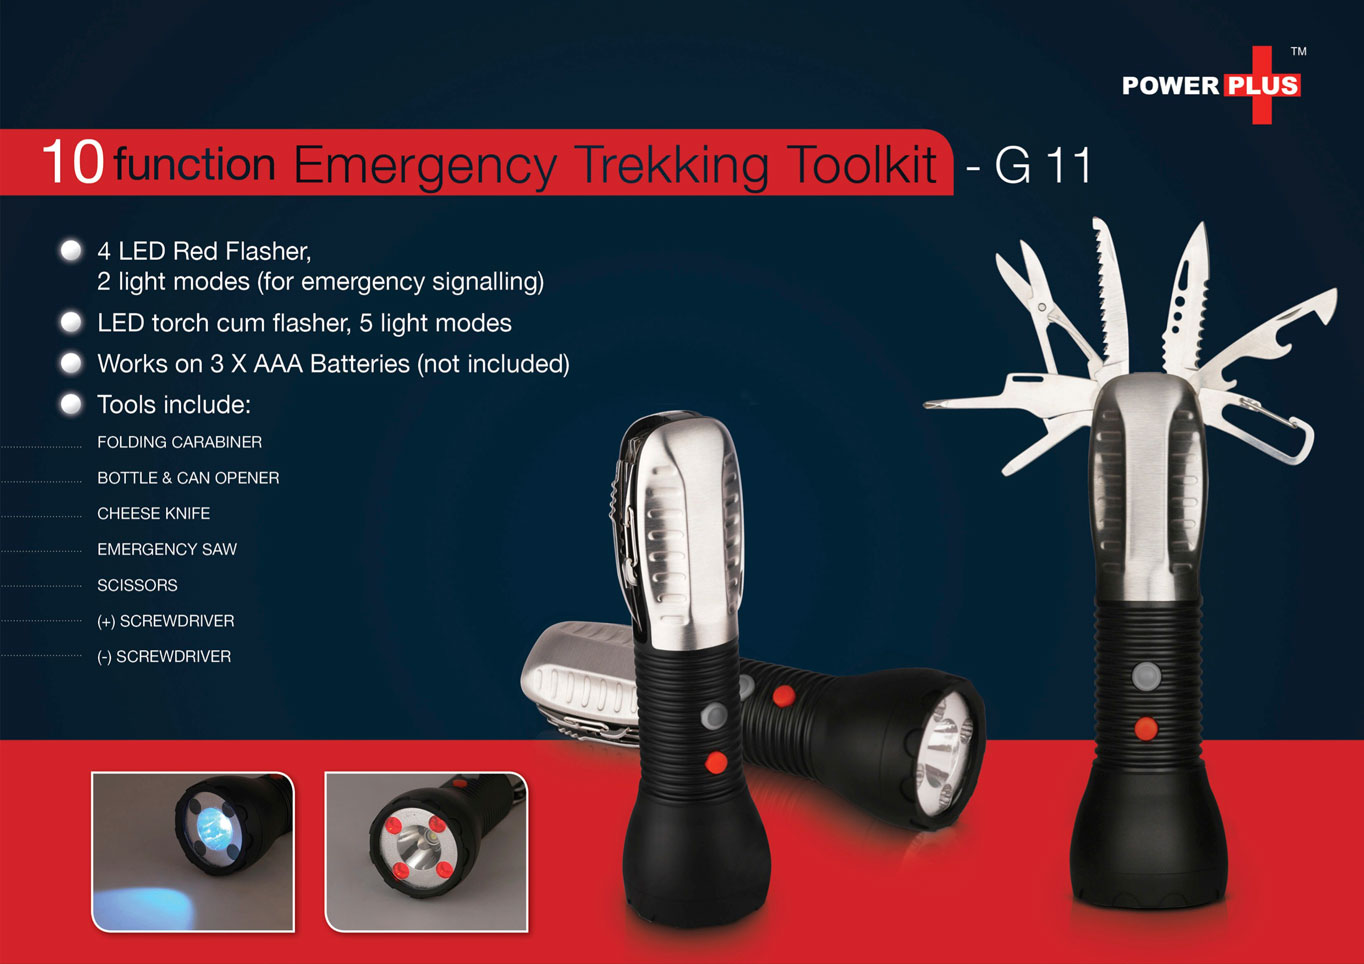 TM
POWER PLUS
10 function Emergency Trekking Toolkit - G 11
4 LED Red Flasher,
2 light modes (for emergency signalling)
LED torch cum flasher, 5 light modes
Works on 3 X AAA Batteries (not included)
Tools include:
FOLDING CARABINER
BOTTLE & CAN OPENER
CHEESE KNIFE
EMERGENCY SAW
SCISSORS
(+) SCREWDRIVER
(-) SCREWDRIVER